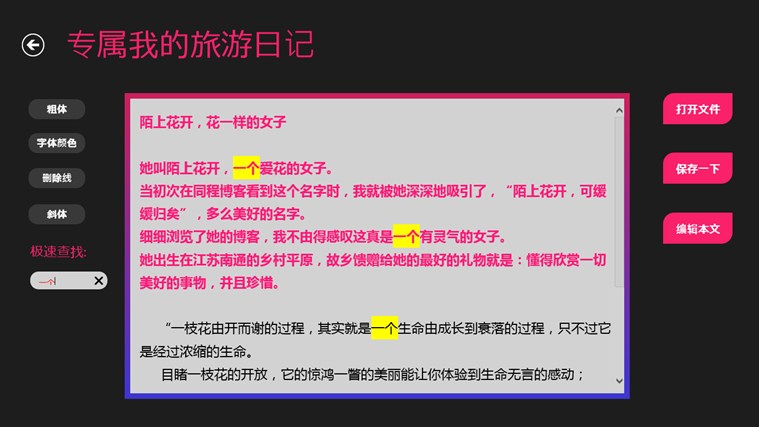 专属我的旅游日记
粗体
字体颜色
删除线
斜体
极速查找:
一个
陌上花开，花一样的女子
她叫陌上花开，一个爱花的女子。
当初次在同程博客看到这个名字时，我就被她深深地吸引了，“陌上花开，可缓
缓归矣”，多么美好的名字。
细细浏览了她的博客，我不由得感叹这真是一个有灵气的女子。
她出生在江苏南通的乡村平原，故乡馈赠给她的最好的礼物就是：懂得欣赏一切
美好的事物，并且珍惜。
“一枝花由开而谢的过程，其实就是一个生命由成长到衰落的过程，只不过它
是经过浓缩的生命。
目睹一枝花的开放，它的惊鸿一瞥的美丽能让你体验到生命无言的感动；
打开文件
保存一下
编辑本文